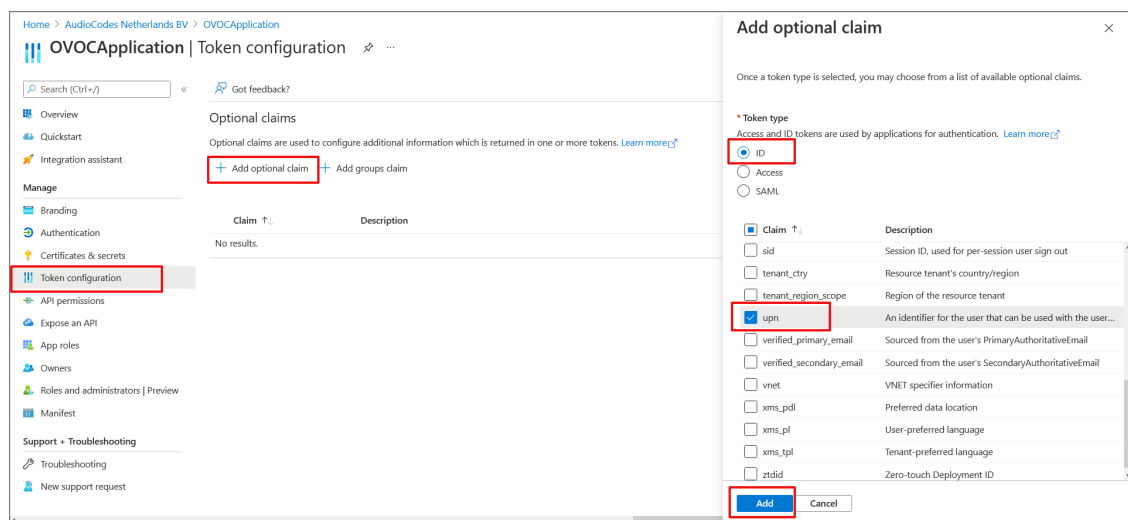 Home > AudioCodes Netherlands BV > OVOCApplication
OVOCApplication | Token configuration
Search (Ctrl+/)
Overview
Quickstart
Integration assistant
Manage
Branding
Authentication
Certificates & secrets
Token configuration
API permissions
Expose an API
App roles
Owners
Roles and administrators | Preview
Manifest
Support + Troubleshooting
Troubleshooting
New support request
Got feedback?
Optional claims
Optional claims are used to configure additional information which is returned in one or more tokens. Learn more
Add optional claim Add groups claim
Claim Description
No results.
Add optional claim
Once a token type is selected, you may choose from a list of available optional claims.
* Token type
Access and ID tokens are used by applications for authentication. Learn more
ID
Access
SAML
Claim Description
sid Session ID, used for per-session user sign out
tenant_ctry Resource tenant's country/region
tenant_region_scope Region of the resource tenant
upn An identifier for the user that can be used with the user...
verified_primary_email Sourced from the user's PrimaryAuthoritativeEmail
verified_secondary_email Sourced from the user's SecondaryAuthoritativeEmail
vnet VNET specifier information
xms_pdl Preferred data location
xms_pl User-preferred language
xms_tpl Tenant-preferred language
ztdid Zero-touch Deployment ID
Add Cancel